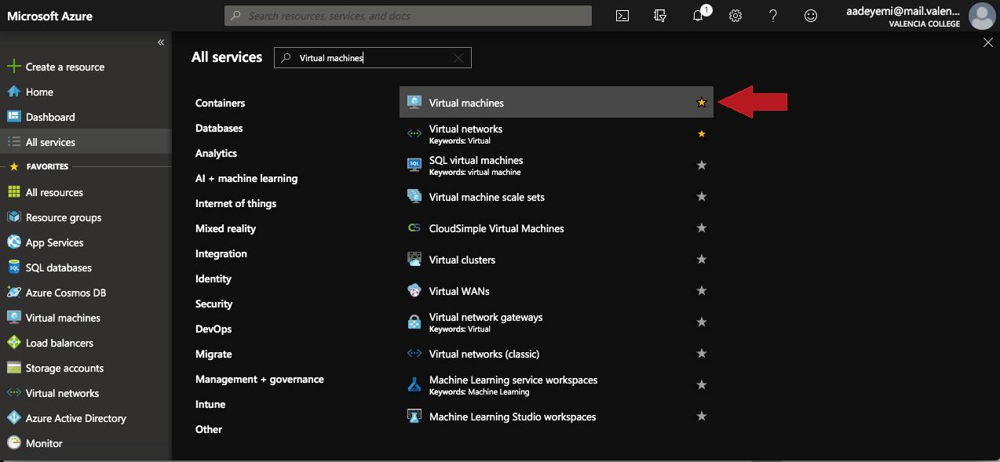 Microsoft Azure
Search resources, services, and docs
1
aadeyemi@mail.valen...
VALENCIA COLLEGE
«
Create a resource
Home
Dashboard
All services
FAVORITES
All resources
Resource groups
App Services
SQL
SQL databases
Azure Cosmos DB
Virtual machines
Load balancers
Storage accounts
Virtual networks
Azure Active Directory
Monitor
All services
Virtual machines
Containers
Databases
Analytics
AI + machine learning
Internet of things
Mixed reality
Integration
Identity
Security
DevOps
Migrate
Management + governance
Intune
Other
Virtual machines
Virtual networks
Keywords: Virtual
SQL
SQL virtual machines
Keywords: virtual machine
Virtual machine scale sets
CS
CloudSimple Virtual Machines
Virtual clusters
Virtual WANs
Virtual network gateways
Keywords: Virtual
Virtual networks (classic)
Machine Learning service workspaces
Keywords: Machine Learning
Machine Learning Studio workspaces